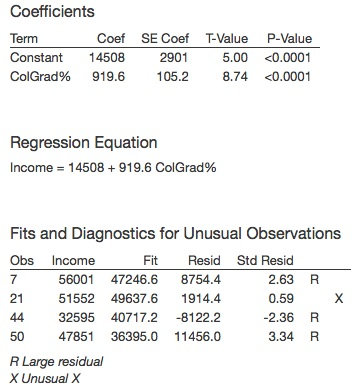 Coefficients
Term Coef SE Coef T-Value P-Value
Constant 14508 2901 5.00 <0.0001
ColGrad% 919.6 105.2 8.74 <0.0001
Regression Equation
Income = 14508 + 919.6 ColGrad%
Fits and Diagnostics for Unusual Observations
Obs Income Fit Resid Std Resid
7 56001 47246.6 8754.4 2.63 R
21 51552 49637.6 1914.4 0.59 X
44 32595 40717.2 -8122.2 -2.36 R
50 47851 36395.0 11456.0 3.34 R
R Large residual
X Unusual X